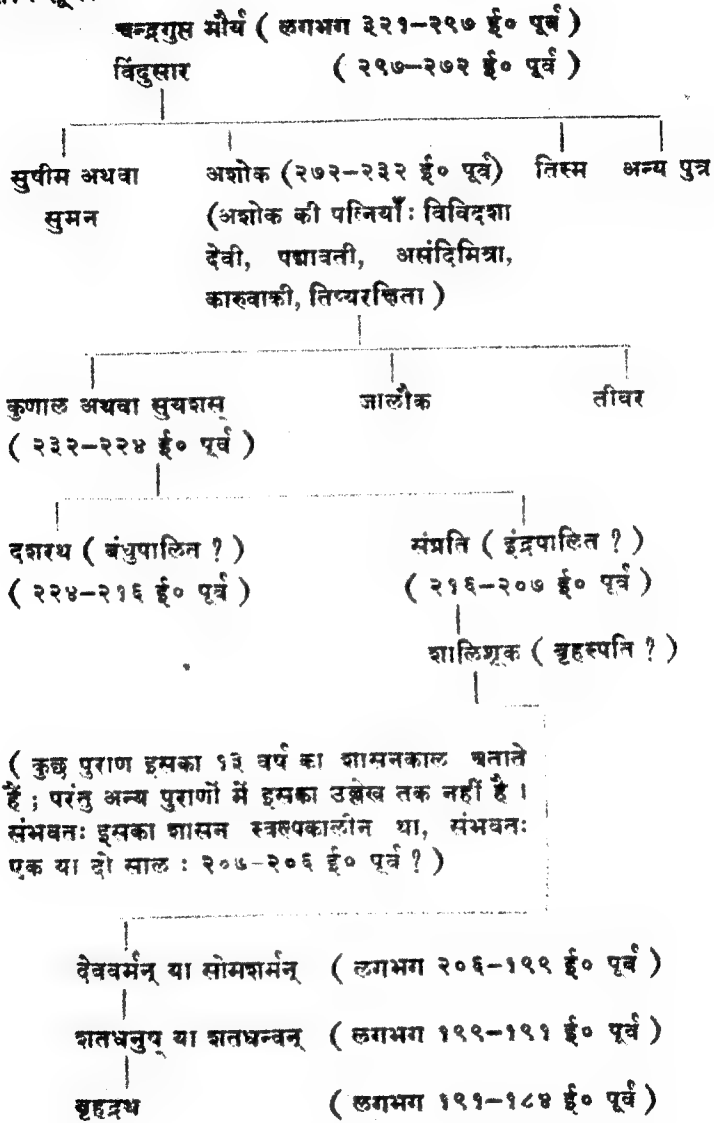 चन्द्रगुप्त मौर्य ( लगभग ३२१–२९७ ई० पूर्व )
विंदुसार ( २९७–२७२ ई० पूर्व )
सुषीम अथवा अशोक (२७२–२३२ ई० पूर्व) तिस्म अन्य पुत्र
सुमन (अशोक की पत्नियाँ: विविदशा
देवी, पद्मावती, असंदिमित्रा,
कारुवाकी, तिष्यरक्षिता )
कुणाल अथवा सुयशस् जालौक तीवर
( २३२–२२४ ई० पूर्व )
दशरथ ( बंधुपालित ? ) संप्रति ( इंद्रपालित ? )
( २२४–२१६ ई० पूर्व ) ( २१६–२०७ ई० पूर्व )
शालिशूक ( बृहस्पति ? )
( कुछ पुराण इसका १३ वर्ष का शासनकाल बताते
हैं ; परंतु अन्य पुराणों में इसका उल्लेख तक नहीं है ।
संभवतः इसका शासन स्वल्पकालीन था, संभवतः
एक या दो साल : २०७–२०६ ई० पूर्व ? )
देववर्मन् या सोमशर्मन् ( लगभग २०६–१९९ ई० पूर्व )
शतधनुष् या शतधन्वन् ( लगभग १९९–१९१ ई० पूर्व )
बृहद्रथ ( लगभग १९१–१८४ ई० पूर्व )